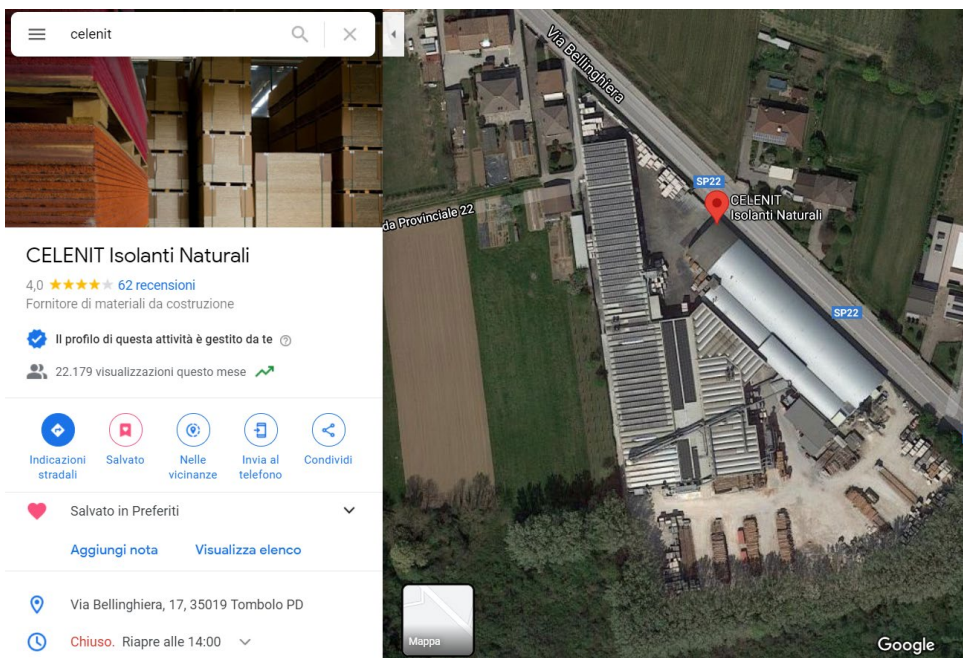 celenit
CELENIT Isolanti Naturali
4,0
62 recensioni
Fornitore di materiali da costruzione
Il profilo di questa attività è gestito da te
22.179 visualizzazioni questo mese
Indicazioni
stradali
Salvato
Nelle
vicinanze
Invia al
telefono
Condividi
Salvato in Preferiti
Aggiungi nota
Visualizza elenco
Via Bellinghiera, 17, 35019 Tombolo PD
Chiuso. Riapre alle 14:00
Via Bellinghiera
SP22
CELENIT
Isolanti Naturali
da Provinciale 22
SP22
Mappa
Google